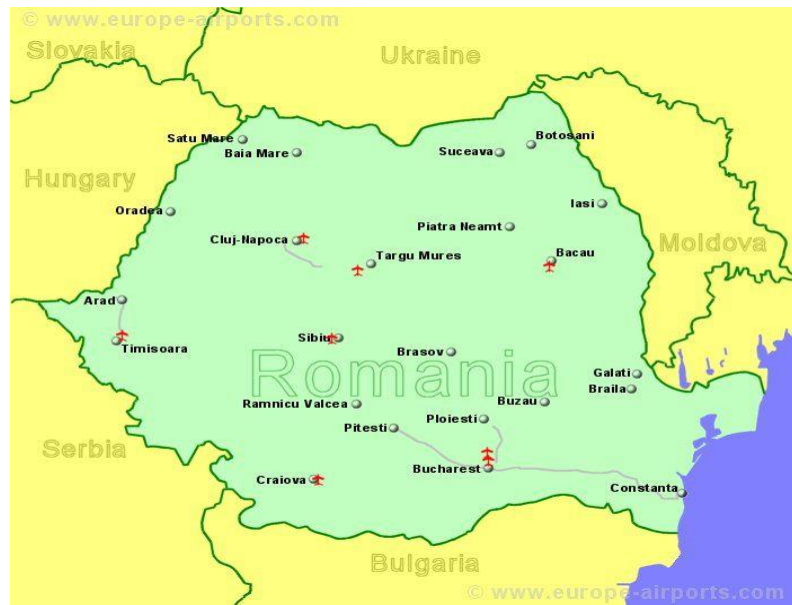 © www.europe-airports.com
Slovakia
Ukraine
Satu Mare
Botosani
Baia Mare
Suceava
Hungary
Oradea
Iasi
Piatra Neamt
Cluj-Napoca
Moldova
Targu Mures
Bacau
Arad
Timisoara
Sibiu
Brasov
Romania
Galati
Braila
Ramnicu Valcea
Buzau
Pitesti
Ploiesti
Serbia
Bucharest
Craiova
Constanta
Bulgaria
© www.europe-airports.com